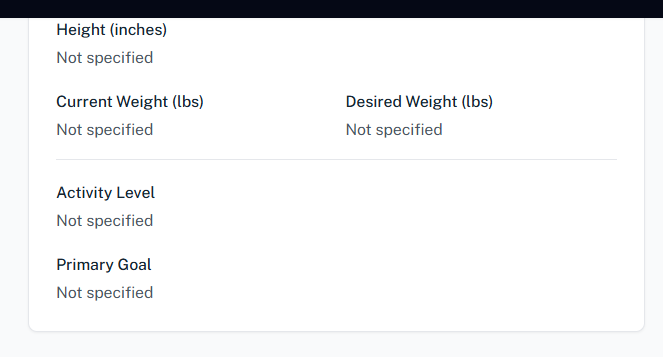 Height (inches)
Not specified
Current Weight (lbs)
Desired Weight (lbs)
Not specified
Not specified
Activity Level
Not specified
Primary Goal
Not specified